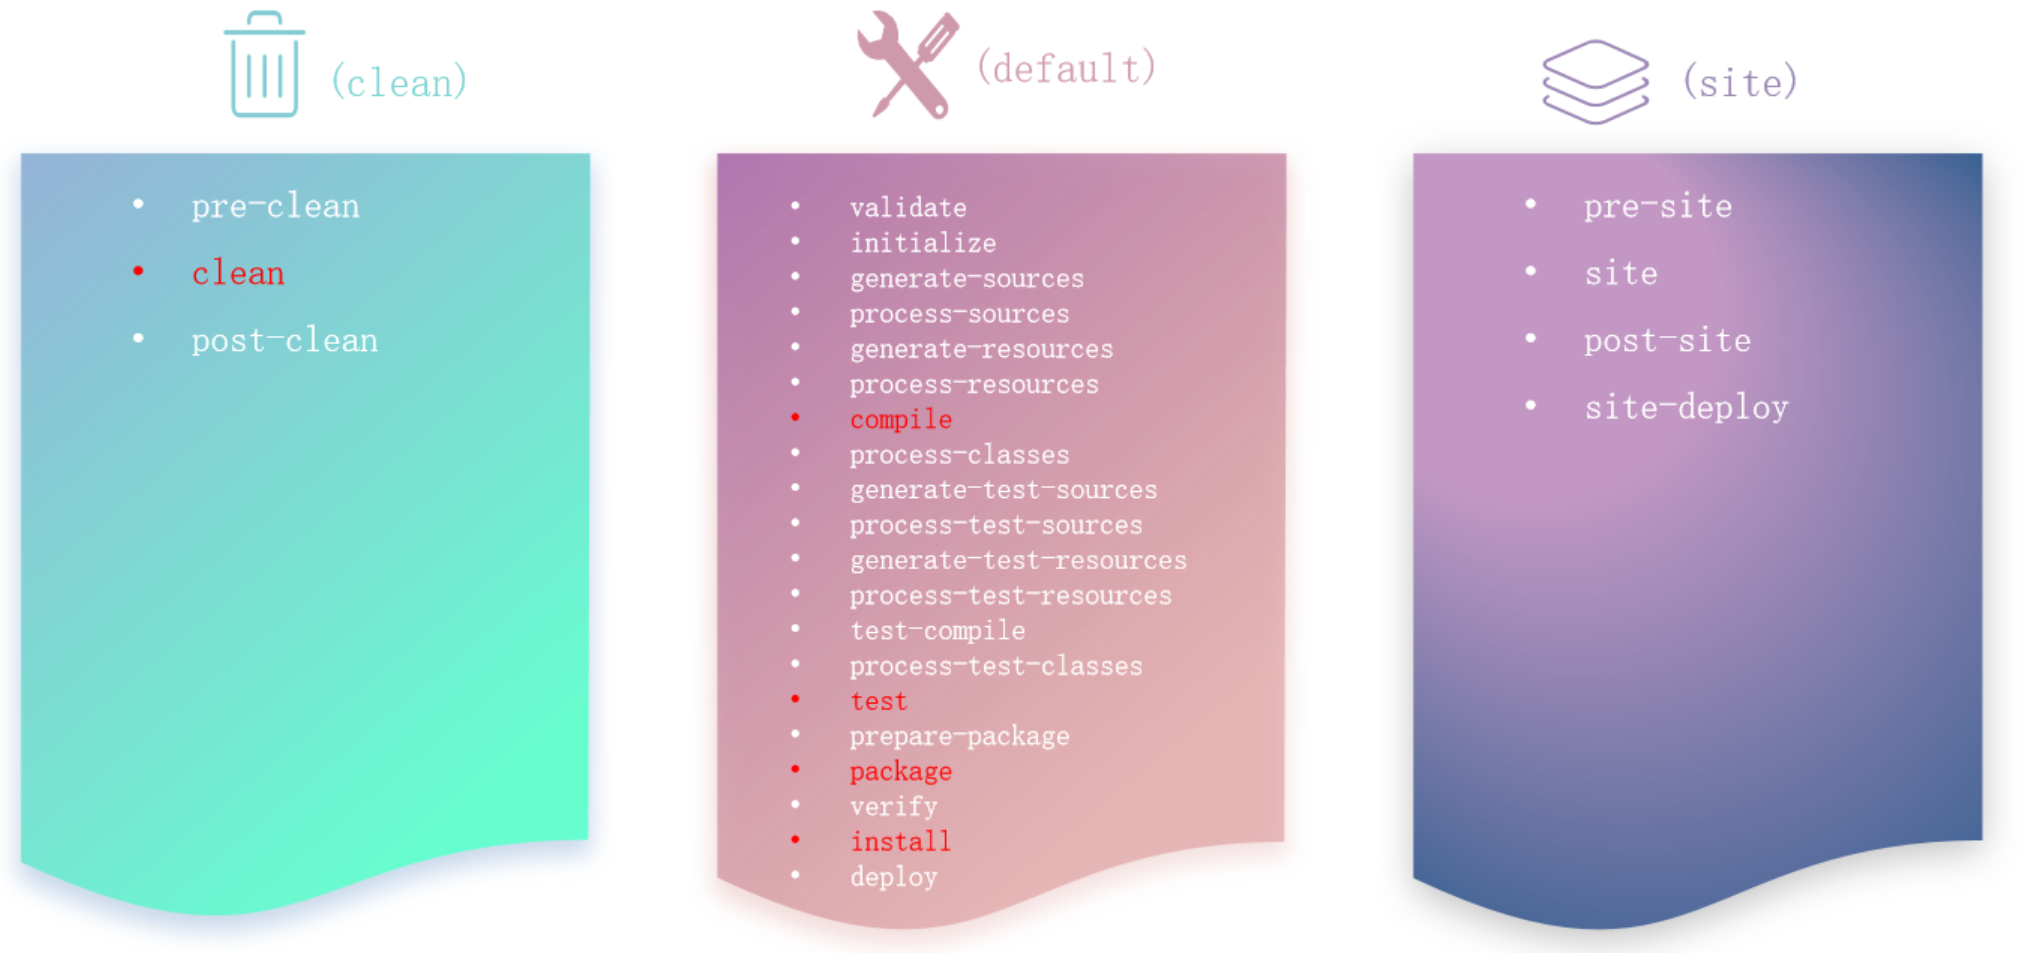 (clean)
• pre-clean
• clean
• post-clean
(default)
• validate
• initialize
• generate-sources
• process-sources
• generate-resources
• process-resources
• compile
• process-classes
• generate-test-sources
• process-test-sources
• generate-test-resources
• process-test-resources
• test-compile
• process-test-classes
• test
• prepare-package
• package
• verify
• install
• deploy
(site)
• pre-site
• site
• post-site
• site-deploy